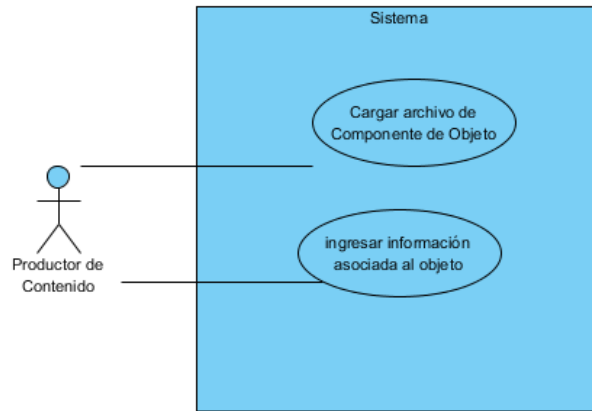 Sistema
Cargar archivo de
Componente de Objeto
ingresar información
asociada al objeto
Productor de
Contenido